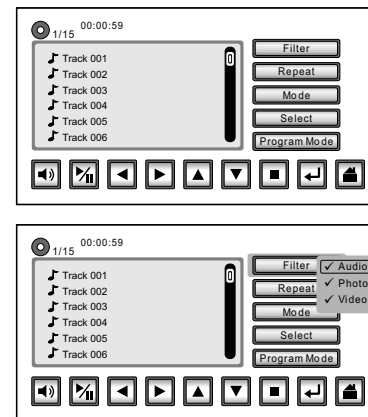 00:00:59
1/15
Track 001
Track 002
Track 003
Track 004
Track 005
Track 006
Filter
Repeat
Mode
Select
Program Mode
00:00:59
1/15
Track 001
Track 002
Track 003
Track 004
Track 005
Track 006
Filter
Repeat
Mode
Select
Program Mode
Audio
Photo
Video